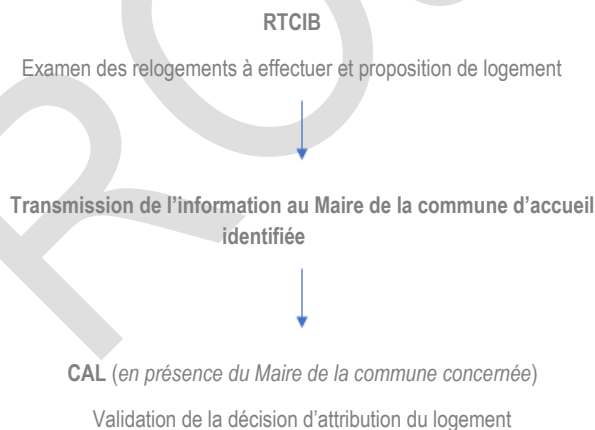 RTCIB
Examen des relogements à effectuer et proposition de logement
Transmission de l’information au Maire de la commune d’accueil
identifiée
CAL (en présence du Maire de la commune concernée)
Validation de la décision d’attribution du logement